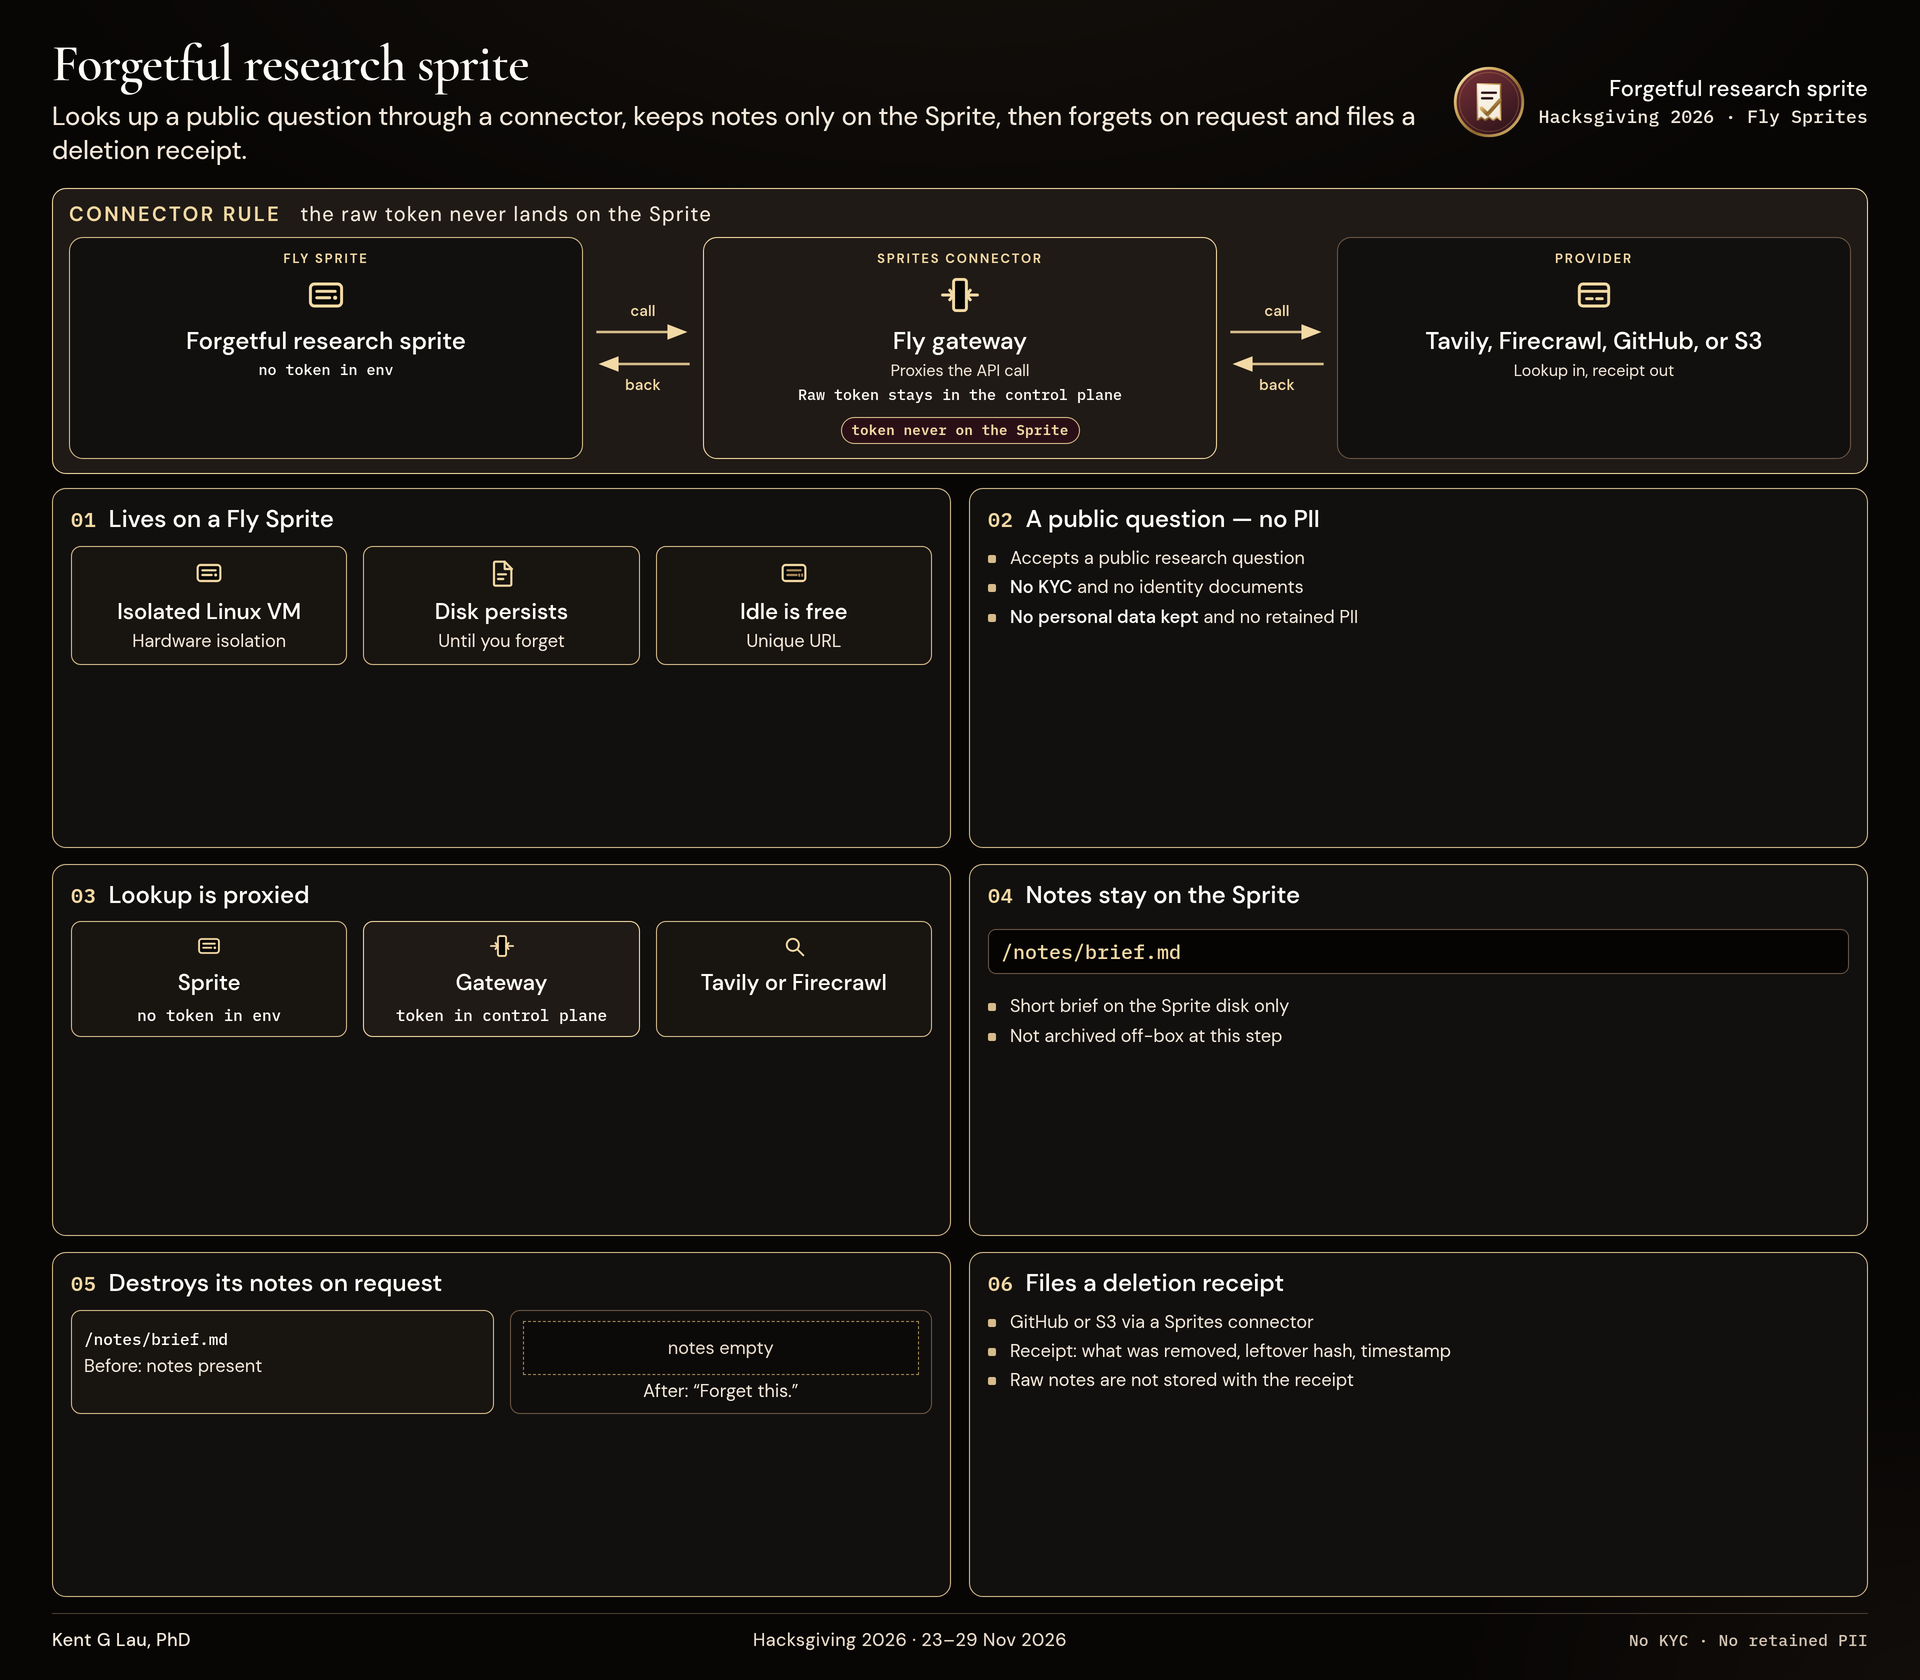 Forgetful research sprite
Looks up a public question through a connector, keeps notes only on the Sprite, then forgets on request and files a
deletion receipt.
Forgetful research sprite
Hacksgiving 2026 · Fly Sprites
CONNECTOR RULE the raw token never lands on the Sprite
FLY SPRITE
Forgetful research sprite
no token in env
call
back
SPRITES CONNECTOR
Fly gateway
Proxies the API call
Raw token stays in the control plane
token never on the Sprite
call
back
PROVIDER
Tavily, Firecrawl, GitHub, or S3
Lookup in, receipt out
01 Lives on a Fly Sprite
Isolated Linux VM
Hardware isolation
Disk persists
Until you forget
Idle is free
Unique URL
02 A public question — no PII
Accepts a public research question
No KYC and no identity documents
No personal data kept and no retained PII
03 Lookup is proxied
Sprite
no token in env
Gateway
token in control plane
Tavily or Firecrawl
04 Notes stay on the Sprite
/notes/brief.md
Short brief on the Sprite disk only
Not archived off-box at this step
05 Destroys its notes on request
/notes/brief.md
Before: notes present
notes empty
After: “Forget this.”
06 Files a deletion receipt
GitHub or S3 via a Sprites connector
Receipt: what was removed, leftover hash, timestamp
Raw notes are not stored with the receipt
Kent G Lau, PhD
Hacksgiving 2026 · 23–29 Nov 2026
No KYC · No retained PII